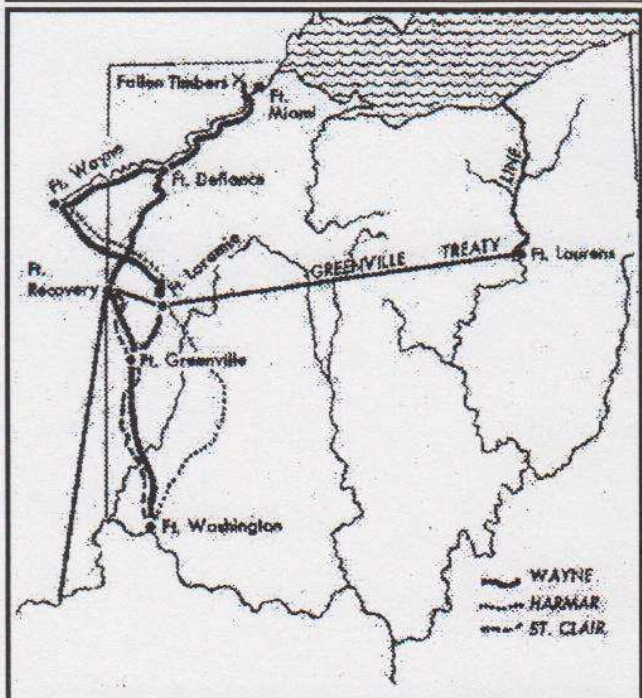 Fallen Timbers
Ft. Miami
Ft. Wayne
Ft. Defiance
Ft. Loramie
Ft. Recovery
GREENVILLE TREATY LINE
Ft. Laurens
Ft. Greenville
Ft. Washington
WAYNE
HARMAR
ST. CLAIR